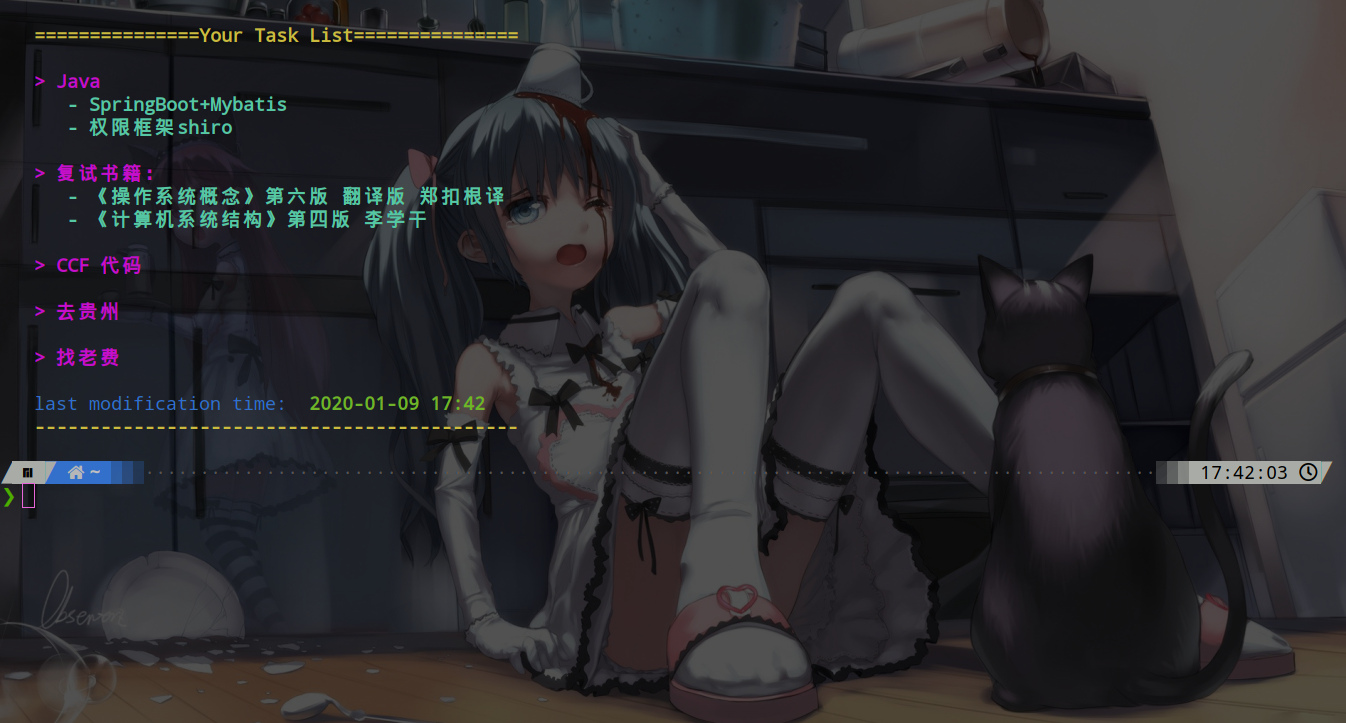 ===============Your Task List===============
> Java
- SpringBoot+Mybatis
- 权限框架shiro
> 复试书籍:
- 《操作系统概念》第六版 翻译版 郑扣根译
- 《计算机系统结构》第四版 李学干
> CCF 代码
> 去贵州
> 找老费
last modification time: 2020-01-09 17:42
--------------------------------------------
~
17:42:03
❯